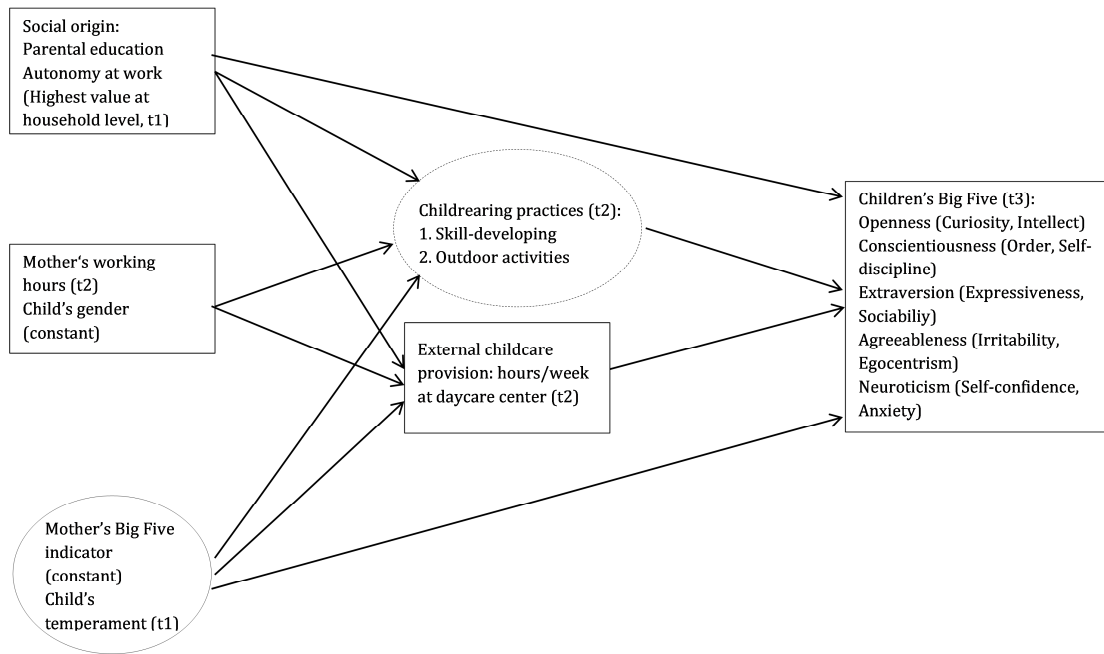 Social origin:
Parental education
Autonomy at work
(Highest value at
household level, t1)
Mother's working
hours (t2)
Child's gender
(constant)
Mother's Big Five
indicator
(constant)
Child's
temperament (t1)
Childrearing practices (t2):
1. Skill-developing
2. Outdoor activities
External childcare
provision: hours/week
at daycare center (t2)
Children's Big Five (t3):
Openness (Curiosity, Intellect)
Conscientiousness (Order, Self-
discipline)
Extraversion (Expressiveness,
Sociabiliy)
Agreeableness (Irritability,
Egocentrism)
Neuroticism (Self-confidence,
Anxiety)